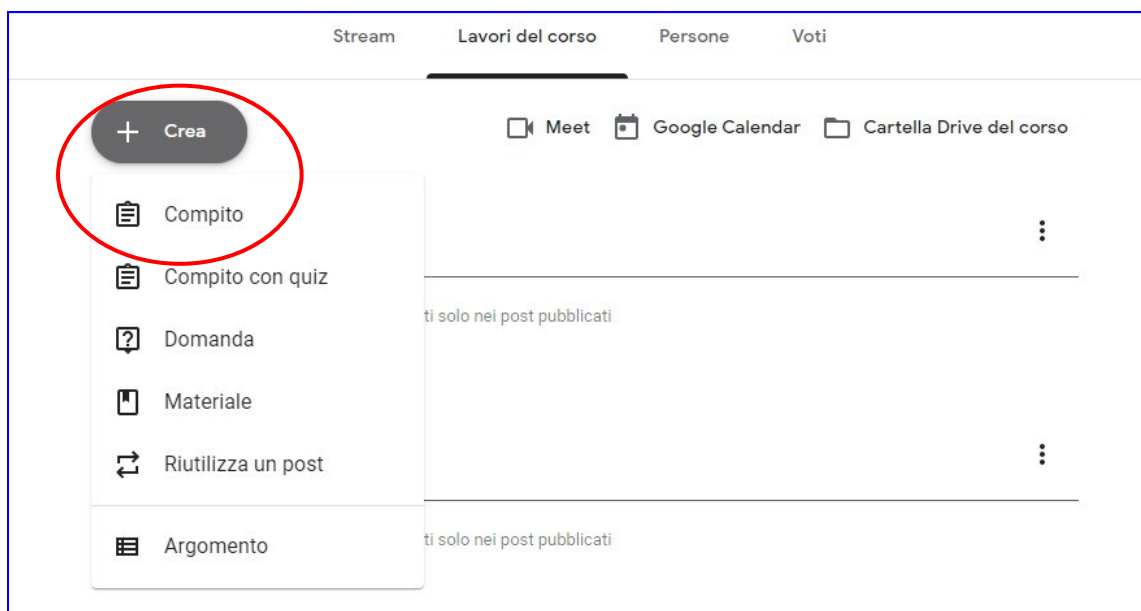 Stream Lavori del corso Persone Voti
Crea Meet Google Calendar Cartella Drive del corso
Compito
Compito con quiz
ti solo nei post pubblicati
Domanda
Materiale
Riutilizza un post
Argomento ti solo nei post pubblicati